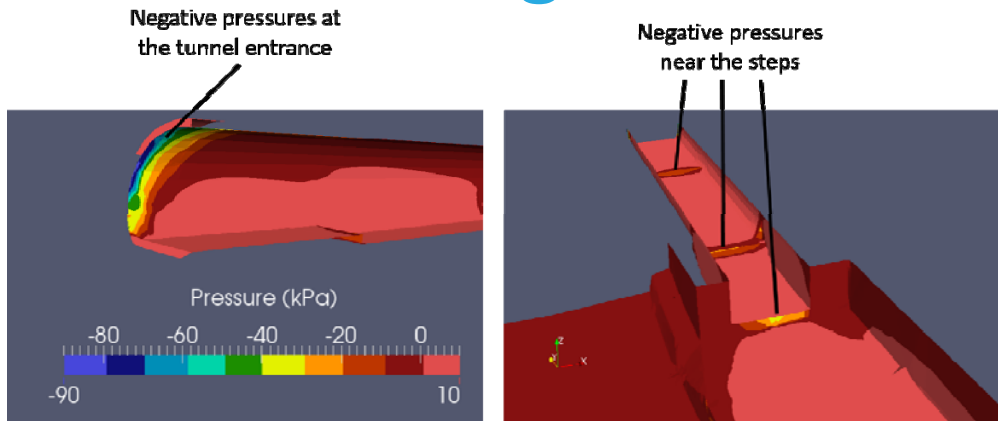 Negative pressures at
the tunnel entrance
Negative pressures
near the steps
Pressure (kPa)
-80 -60 -40 -20 0
-90 10
z
x